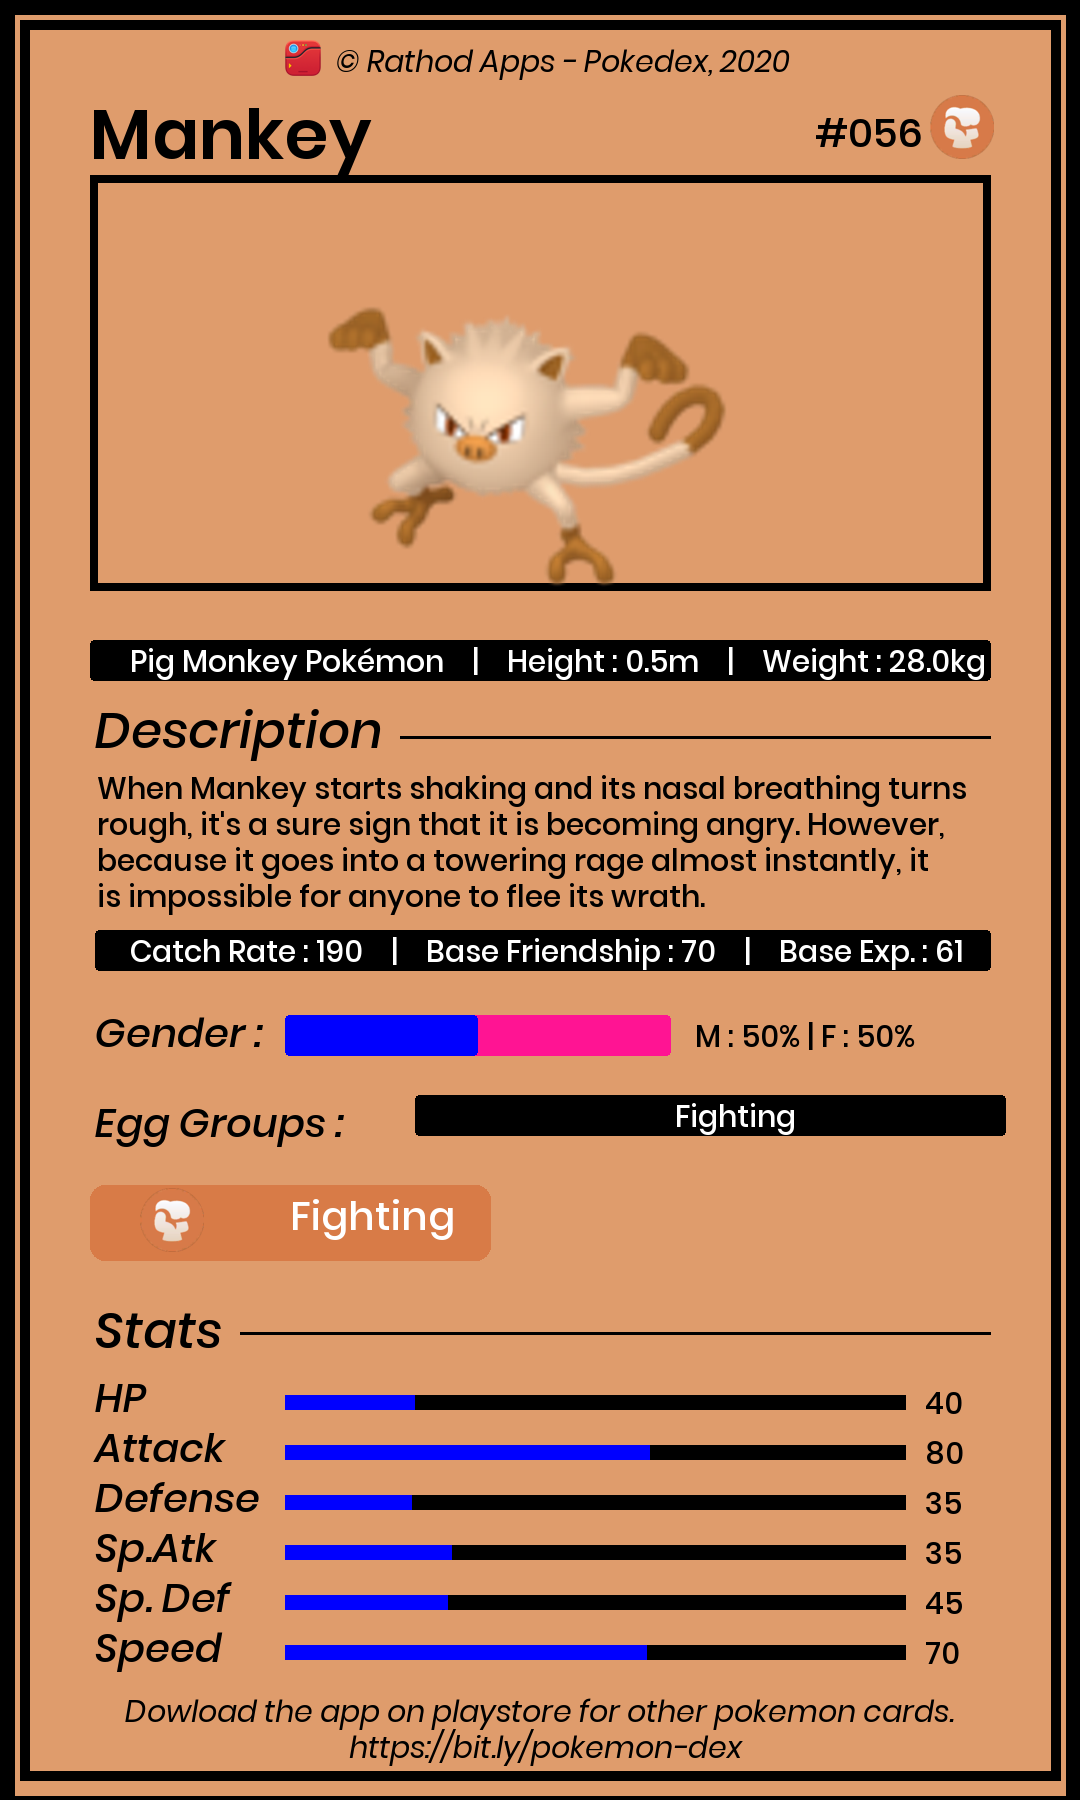 © Rathod Apps - Pokedex, 2020
Mankey #056
Pig Monkey Pokémon | Height : 0.5m | Weight : 28.0kg
Description
When Mankey starts shaking and its nasal breathing turns
rough, it's a sure sign that it is becoming angry. However,
because it goes into a towering rage almost instantly, it
is impossible for anyone to flee its wrath.
Catch Rate : 190 | Base Friendship : 70 | Base Exp. : 61
Gender : M : 50% | F : 50%
Egg Groups : Fighting
Fighting
Stats
HP 40
Attack 80
Defense 35
Sp.Atk 35
Sp. Def 45
Speed 70
Dowload the app on playstore for other pokemon cards.
https://bit.ly/pokemon-dex